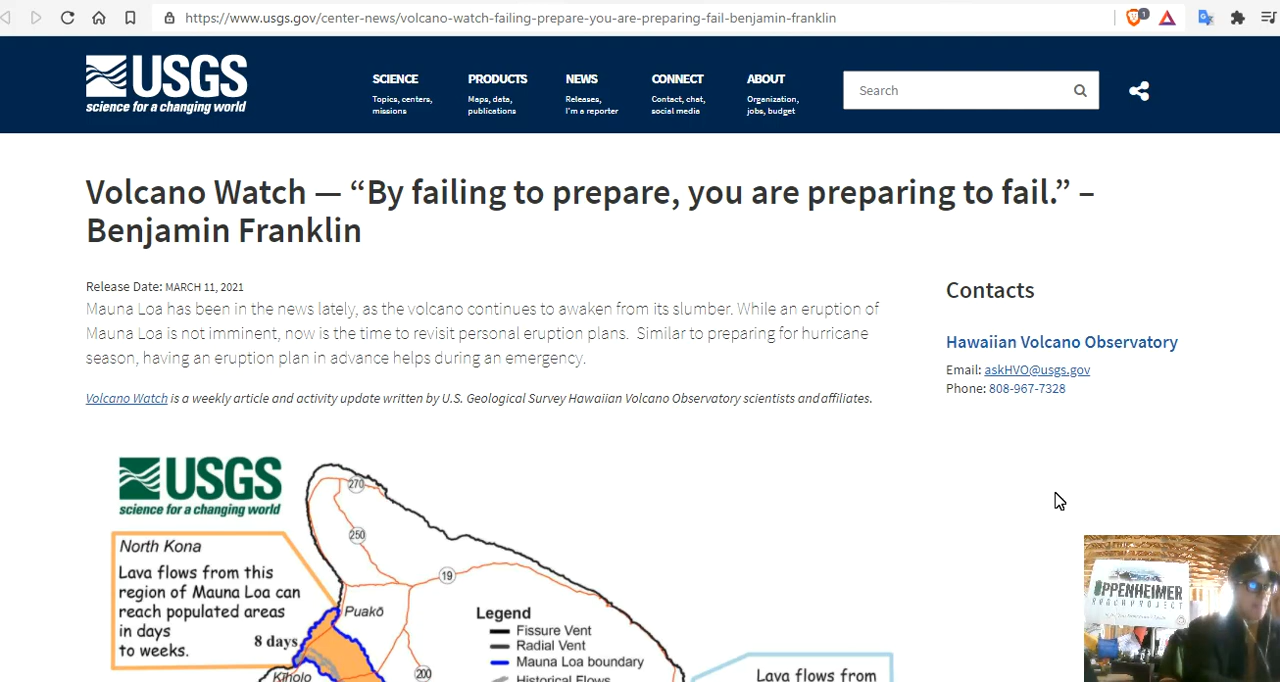 https://www.usgs.gov/center-news/volcano-watch-failing-prepare-you-are-preparing-fail-benjamin-franklin
1
USGS
science for a changing world
SCIENCE
Topics, centers,
missions
PRODUCTS
Maps, data,
publications
NEWS
Releases,
I'm a reporter
CONNECT
Contact, chat,
social media
ABOUT
Organization,
jobs, budget
Search
Volcano Watch — “By failing to prepare, you are preparing to fail.” –
Benjamin Franklin
Release Date: MARCH 11, 2021
Mauna Loa has been in the news lately, as the volcano continues to awaken from its slumber. While an eruption of
Mauna Loa is not imminent, now is the time to revisit personal eruption plans. Similar to preparing for hurricane
season, having an eruption plan in advance helps during an emergency.
Volcano Watch is a weekly article and activity update written by U.S. Geological Survey Hawaiian Volcano Observatory scientists and affiliates.
Contacts
Hawaiian Volcano Observatory
Email: askHVO@usgs.gov
Phone: 808-967-7328
USGS
science for a changing world
North Kona
Lava flows from this
region of Mauna Loa can
reach populated areas
in days
to weeks.
8 days
270
250
19
Puakō
Kīholo
200
Legend
Fissure Vent
Radial Vent
Mauna Loa boundary
Historical Flows
Lava flows from
OPPENHEIMER
RANCH PROJECT